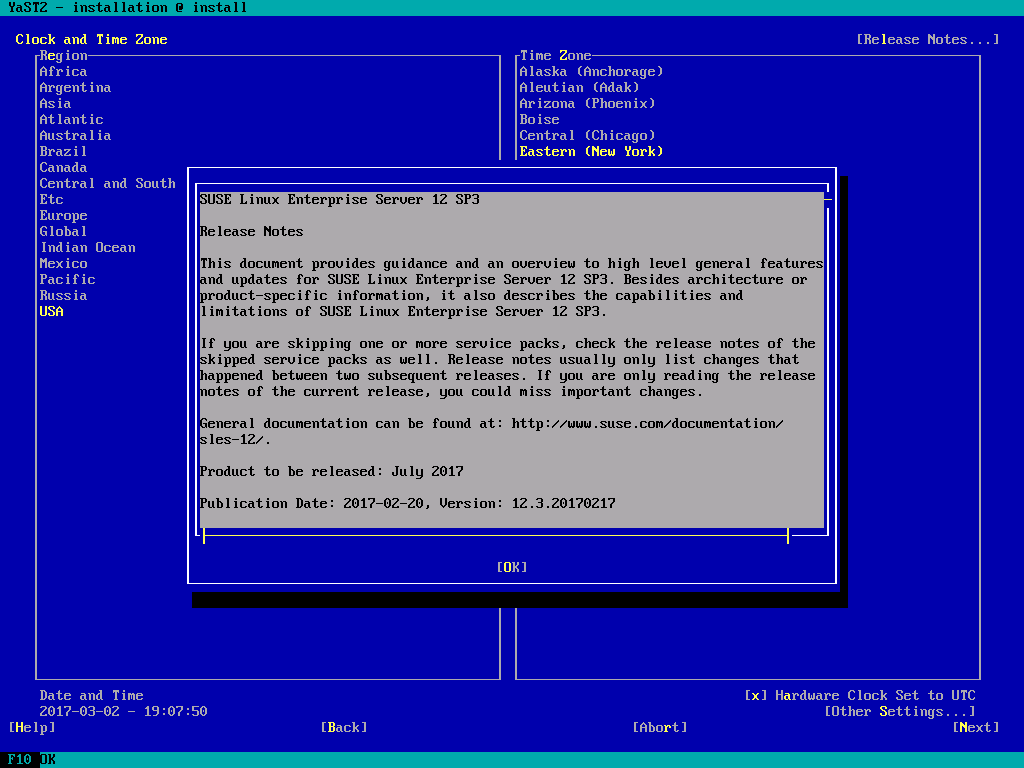 YaST2 - installation @ install
Clock and Time Zone [Release Notes...]
Region Time Zone
Africa Alaska (Anchorage)
Argentina Aleutian (Adak)
Asia Arizona (Phoenix)
Atlantic Boise
Australia Central (Chicago)
Brazil Eastern (New York)
Canada
Central and South
Etc
Europe
Global
Indian Ocean
Mexico
Pacific
Russia
USA
SUSE Linux Enterprise Server 12 SP3
Release Notes
This document provides guidance and an overview to high level general features
and updates for SUSE Linux Enterprise Server 12 SP3. Besides architecture or
product-specific information, it also describes the capabilities and
limitations of SUSE Linux Enterprise Server 12 SP3.
If you are skipping one or more service packs, check the release notes of the
skipped service packs as well. Release notes usually only list changes that
happened between two subsequent releases. If you are only reading the release
notes of the current release, you could miss important changes.
General documentation can be found at: http://www.suse.com/documentation/
sles-12/.
Product to be released: July 2017
Publication Date: 2017-02-20, Version: 12.3.20170217
[OK]
Date and Time [x] Hardware Clock Set to UTC
2017-03-02 - 19:07:50 [Other Settings...]
[Help] [Back] [Abort] [Next]
F10 OK